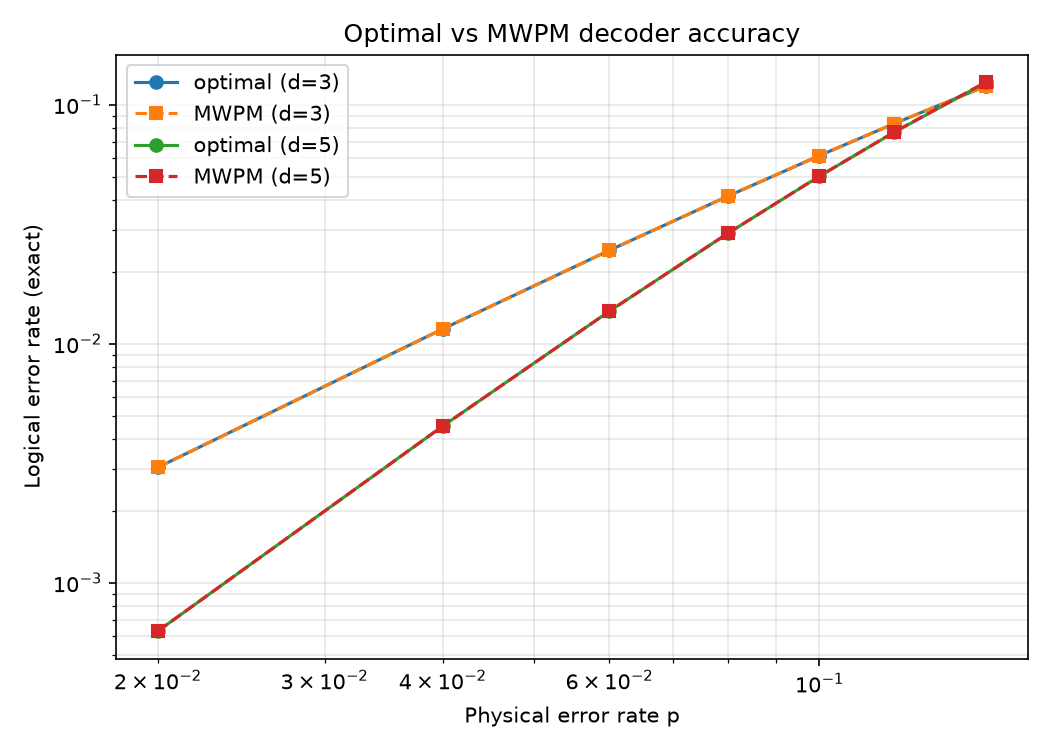 Optimal vs MWPM decoder accuracy
optimal (d=3)
MWPM (d=3)
optimal (d=5)
MWPM (d=5)
Logical error rate (exact)
10⁻¹
10⁻²
10⁻³
2 × 10⁻²
3 × 10⁻²
4 × 10⁻²
6 × 10⁻²
10⁻¹
Physical error rate p